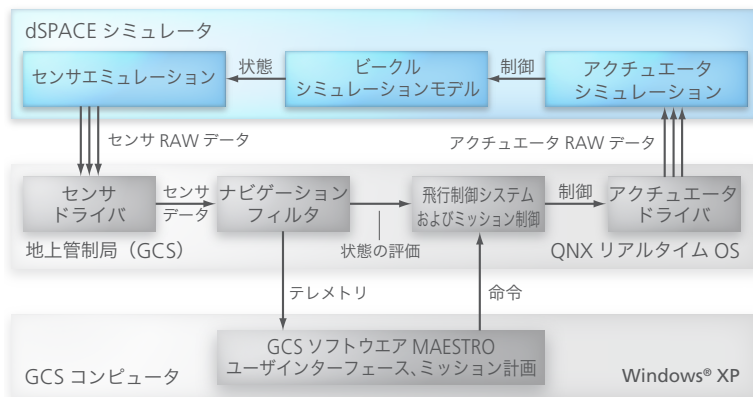 dSPACE シミュレータ
センサエミュレーション
状態
ビークル
シミュレーションモデル
制御
アクチュエータ
シミュレーション
センサ RAW データ
アクチュエータ RAW データ
センサ
ドライバ
センサ
データ
ナビゲーション
フィルタ
飛行制御システム
およびミッション制御
制御
アクチュエータ
ドライバ
地上管制局（GCS）
状態の評価
QNX リアルタイム OS
テレメトリ
命令
GCS ソフトウエア MAESTRO
ユーザインターフェース、ミッション計画
GCS コンピュータ
Windows® XP